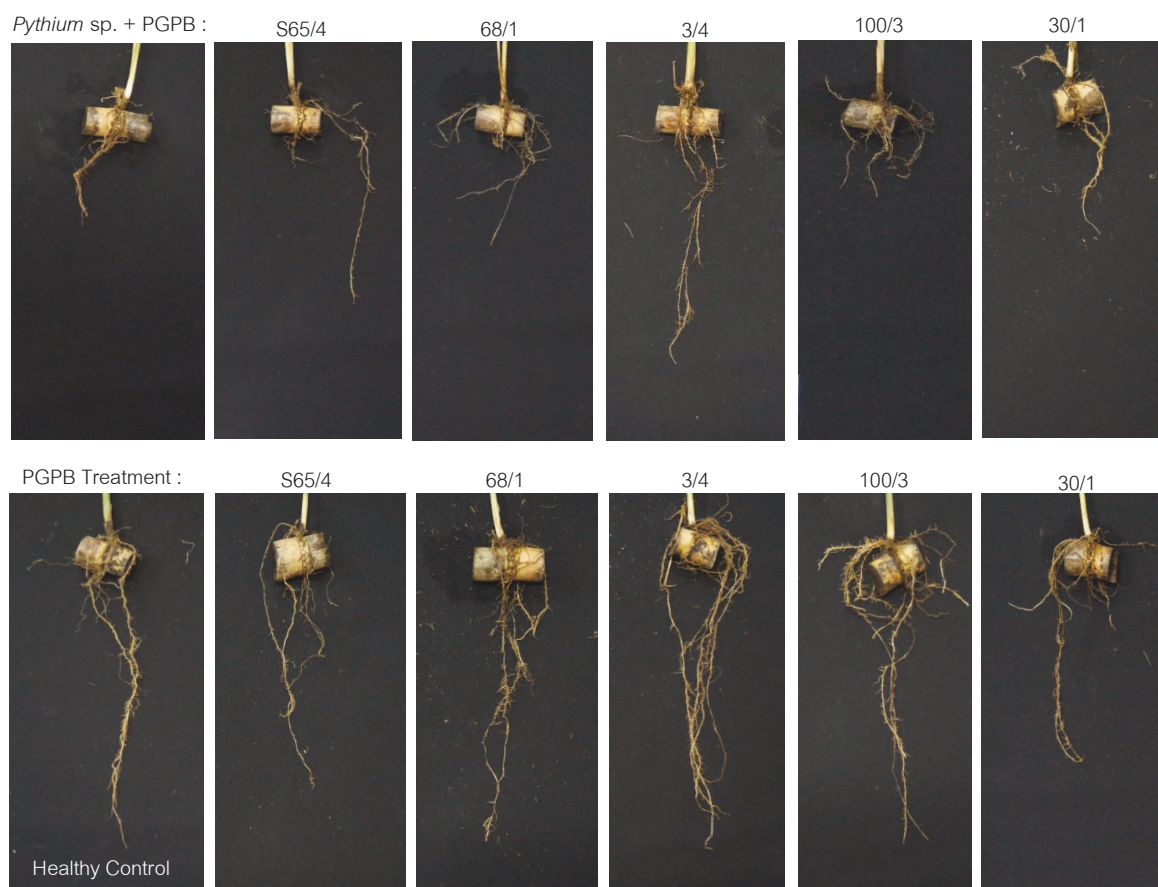 Pythium sp. + PGPB :
S65/4
68/1
3/4
100/3
30/1
PGPB Treatment :
S65/4
68/1
3/4
100/3
30/1
Healthy Control